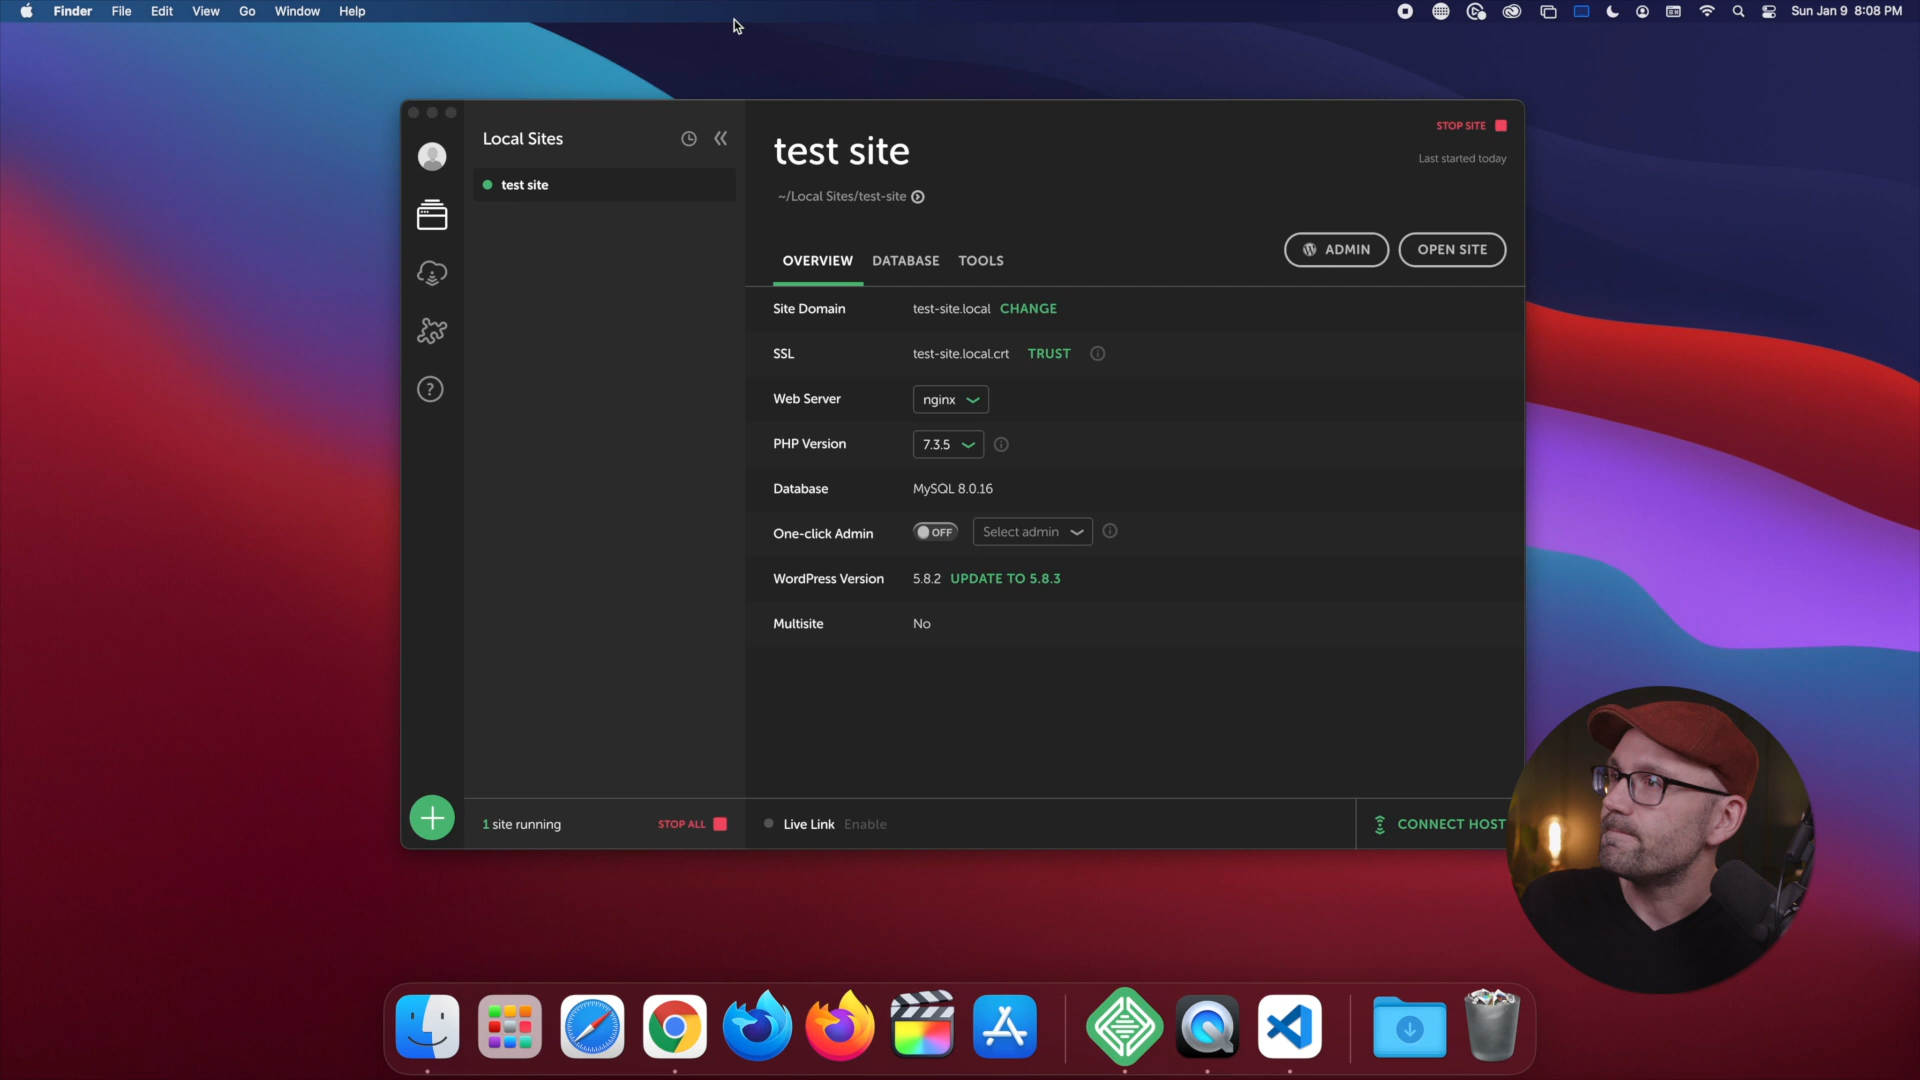 Finder File Edit View Go Window Help
Sun Jan 9 8:08 PM
Local Sites
test site
test site
~/Local Sites/test-site
STOP SITE
Last started today
OVERVIEW DATABASE TOOLS
ADMIN
OPEN SITE
Site Domain test-site.local CHANGE
SSL test-site.local.crt TRUST
Web Server nginx
PHP Version 7.3.5
Database MySQL 8.0.16
One-click Admin OFF Select admin
WordPress Version 5.8.2 UPDATE TO 5.8.3
Multisite No
1 site running STOP ALL
Live Link Enable
CONNECT HOST